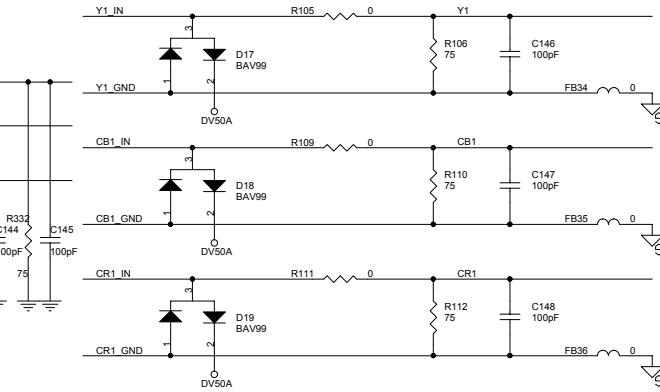 Y1_IN R105 0 Y1
3
D17
BAV99
R106
75
C146
100pF
1 2
Y1_GND FB34 0
DV50A
CB1_IN R109 0 CB1
3
D18
BAV99
R110
75
C147
100pF
1 2
CB1_GND FB35 0
DV50A
R332
C144 C145
00pF 100pF
75
CR1_IN R111 0 CR1
3
D19
BAV99
R112
75
C148
100pF
1 2
CR1_GND FB36 0
DV50A